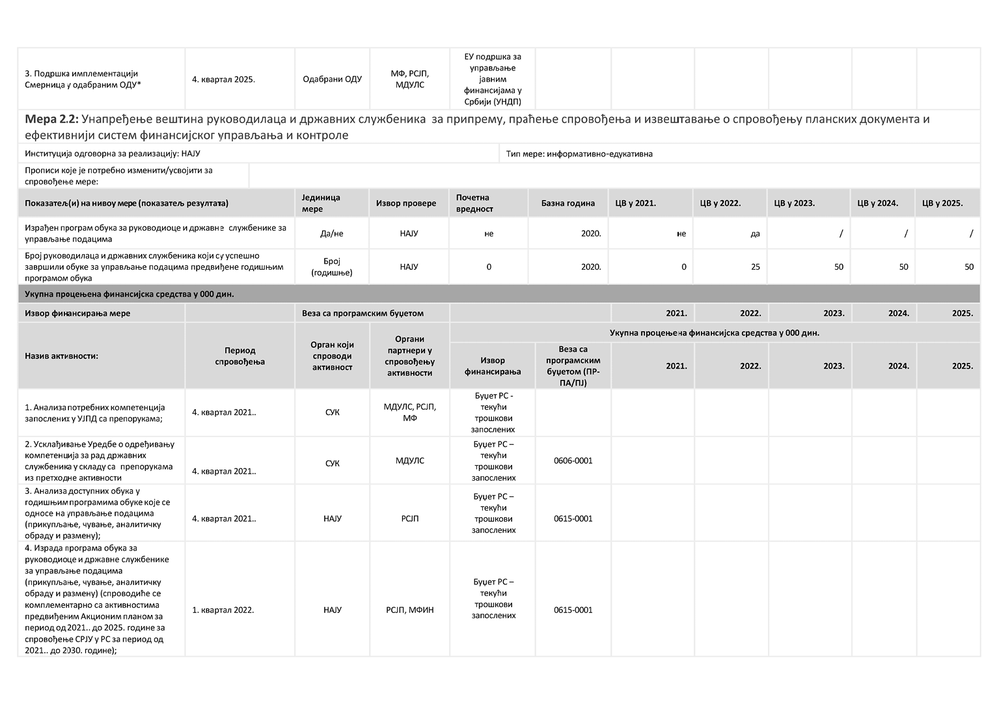 3. Подршка имплементацији
Смерница у одабраним ОДУ*
4. квартал 2025.
Одабрани ОДУ
МФ, РСЈП,
МДУЛС
ЕУ подршка за
управљање
јавним
финансијама у
Србији (УНДП)
Мера 2.2: Унапређење вештина руководилаца и државних службеника за припрему, праћење спровођења и извештавање о спровођењу планских документа и
ефективнији систем финансијског управљања и контроле
Институција одговорна за реализацију: НАЈУ
Тип мере: информативно-едукативна
Прописи које је потребно изменити/усвојити за
спровођење мере:
Показатељ(и) на нивоу мере (показатељ резултата)
Јединица
мере
Извор провере
Почетна
вредност
Базна година
ЦВ у 2021.
ЦВ у 2022.
ЦВ у 2023.
ЦВ у 2024.
ЦВ у 2025.
Израђен програм обука за руководиоце и државне службенике за
управљање подацима
Да/не
НАЈУ
не
2020.
не
да
/
/
/
Број руководилаца и државних службеника који су успешно
завршили обуке за управљање подацима предвиђене годишњим
програмом обука
Број
(годишње)
НАЈУ
0
2020.
0
25
50
50
50
Укупна процењена финансијска средства у 000 дин.
Извор финансирања мере
Веза са програмским буџетом
2021.
2022.
2023.
2024.
2025.
Назив активности:
Период
спровођења
Орган који
спроводи
активност
Органи
партнери у
спровођењу
активности
Укупна процењена финансијска средства у 000 дин.
Извор
финансирања
Веза са
програмским
буџетом (ПР-
ПА/ПЈ)
2021.
2022.
2023.
2024.
2025.
1. Анализа потребних компетенција
запослених у УЈПД са препорукама;
4. квартал 2021..
СУК
МДУЛС, РСЈП,
МФ
Буџет РС -
текући
трошкови
запослених
2. Усклађивање Уредбе о одређивању
компетенција за рад државних
службеника у складу са препорукама
из претходне активности
4. квартал 2021..
СУК
МДУЛС
Буџет РС –
текући
трошкови
запослених
0606-0001
3. Анализа доступних обука у
годишњим програмима обуке које се
односе на управљање подацима
(прикупљање, чување, аналитичку
обраду и размену);
4. квартал 2021..
НАЈУ
РСЈП
Буџет РС –
текући
трошкови
запослених
0615-0001
4. Израда програма обука за
руководиоце и државне службенике
за управљање подацима
(прикупљање, чување, аналитичку
обраду и размену) (спроводиће се
комплементарно са активностима
предвиђеним Акционим планом за
период од 2021.. до 2025. године за
спровођење СРЈУ у РС за период од
2021.. до 2030. године);
1. квартал 2022.
НАЈУ
РСЈП, МФИН
Буџет РС –
текући
трошкови
запослених
0615-0001